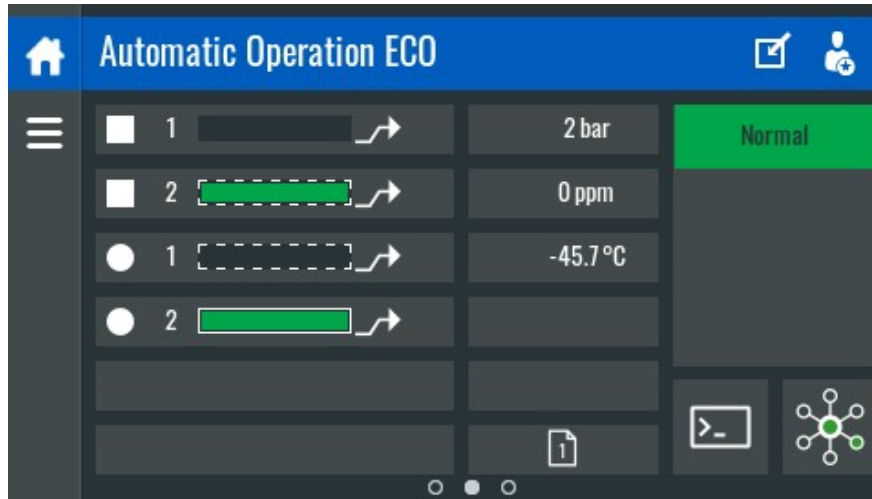 Automatic Operation ECO
1 2 bar Normal
2 0 ppm
1 -45.7°C
2
1